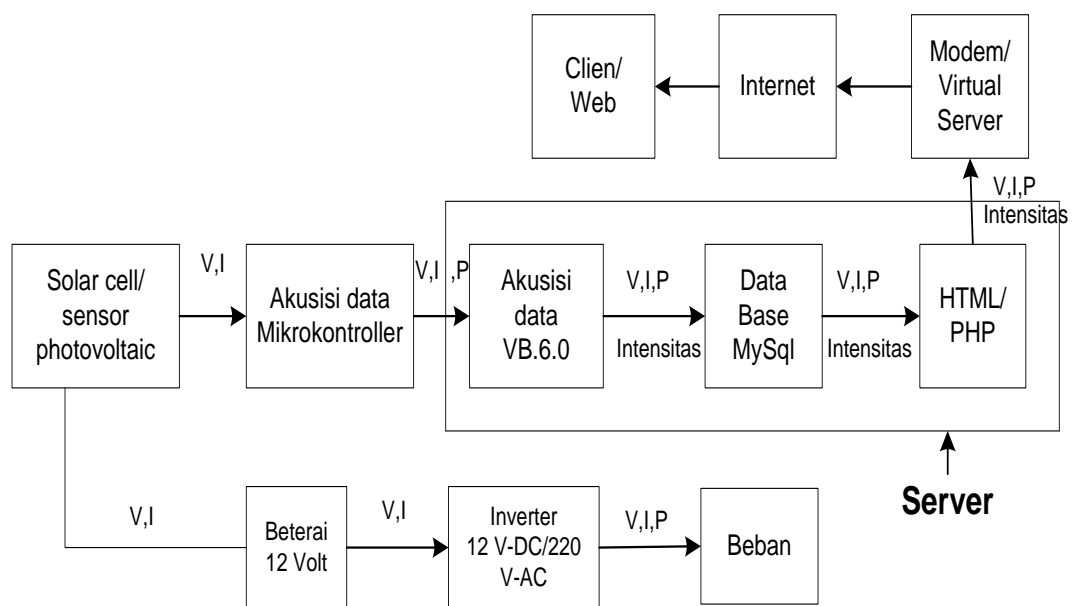 Clien/
Web
Internet
Modem/
Virtual
Server
V,I,P
Intensitas
Solar cell/
sensor
photovoltaic
V,I
Akusisi data
Mikrokontroller
V,I ,P
Akusisi
data
VB.6.0
V,I,P
Intensitas
Data
Base
MySql
V,I,P
Intensitas
HTML/
PHP
Server
V,I
Beterai
12 Volt
V,I
Inverter
12 V-DC/220
V-AC
V,I,P
Beban